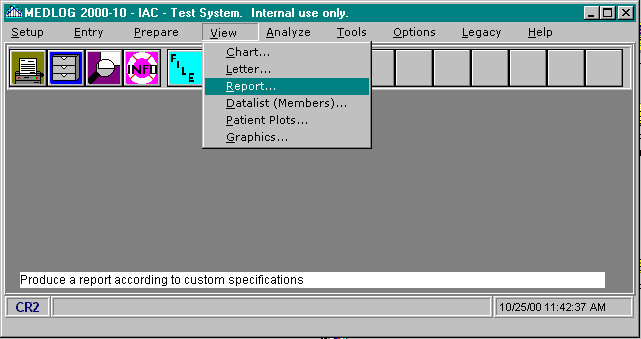 MEDLOG 2000-10 - IAC - Test System. Internal use only.
Setup Entry Prepare View Analyze Tools Options Legacy Help
INFO FILE
Chart...
Letter...
Report...
Datalist (Members)...
Patient Plots...
Graphics...
Produce a report according to custom specifications
CR2 10/25/00 11:42:37 AM